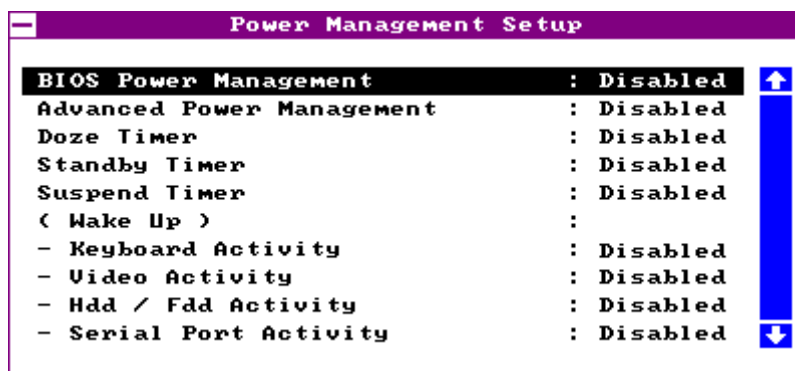 Power Management Setup
BIOS Power Management : Disabled
Advanced Power Management : Disabled
Doze Timer : Disabled
Standby Timer : Disabled
Suspend Timer : Disabled
( Wake Up ) :
- Keyboard Activity : Disabled
- Video Activity : Disabled
- Hdd / Fdd Activity : Disabled
- Serial Port Activity : Disabled